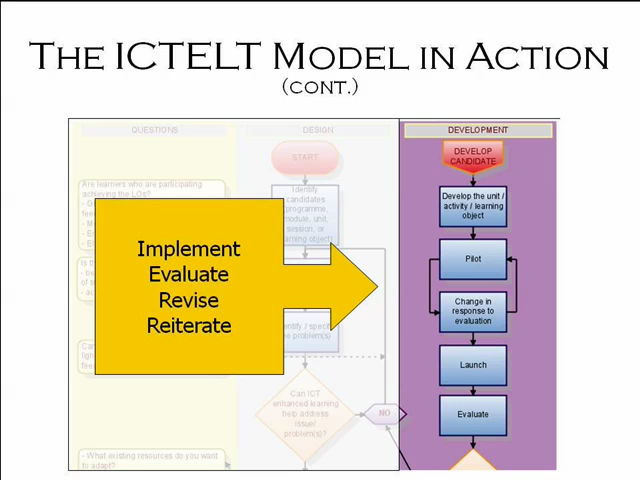 THE ICTELT MODEL IN ACTION
(CONT.)
QUESTIONS
DESIGN
DEVELOPMENT
START
DEVELOP
CANDIDATE
Are learners who are participating
achieving the LOs?
Identify
candidates
programme,
module, unit,
session, or
Develop the unit /
activity / learning
object
Implement
Evaluate
Revise
Reiterate
Pilot
Change in
response to
evaluation
problem(s)
Launch
Can ICT
enhanced learning
help address
issue/
problem(s)?
NO
Evaluate
- What existing resources do you want
to adapt?